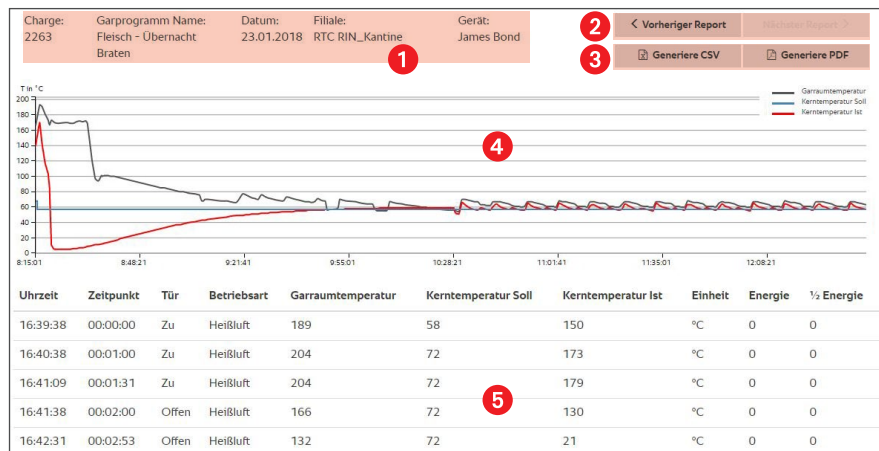 Charge: Garprogramm Name: Datum: Filiale: Gerät:
2263 Fleisch - Übernacht 23.01.2018 RTC RIN_Kantine James Bond
Braten
1
2
Vorheriger Report Nächster Report
3
Generiere CSV Generiere PDF
T in °C
Garraumtemperatur
Kerntemperatur Soll
Kerntemperatur Ist
200
180
160
140
120
100
80
60
40
20
0
4
8:15:01 8:48:21 9:21:41 9:55:01 10:28:21 11:01:41 11:35:01 12:08:21
Uhrzeit Zeitpunkt Tür Betriebsart Garraumtemperatur Kerntemperatur Soll Kerntemperatur Ist Einheit Energie ½ Energie
16:39:38 00:00:00 Zu Heißluft 189 58 150 °C 0 0
16:40:38 00:01:00 Zu Heißluft 204 72 173 °C 0 0
16:41:09 00:01:31 Zu Heißluft 204 72 179 °C 0 0
5
16:41:38 00:02:00 Offen Heißluft 166 72 130 °C 0 0
16:42:31 00:02:53 Offen Heißluft 132 72 21 °C 0 0